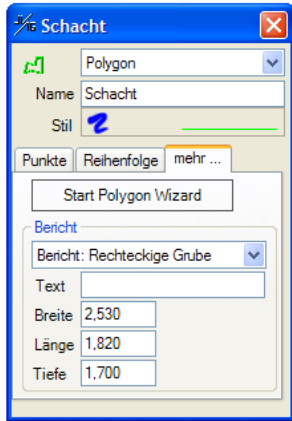 Schacht
Polygon
Name Schacht
Stil
Punkte Reihenfolge mehr ...
Start Polygon Wizard
Bericht
Bericht: Rechteckige Grube
Text
Breite 2,530
Länge 1,820
Tiefe 1,700